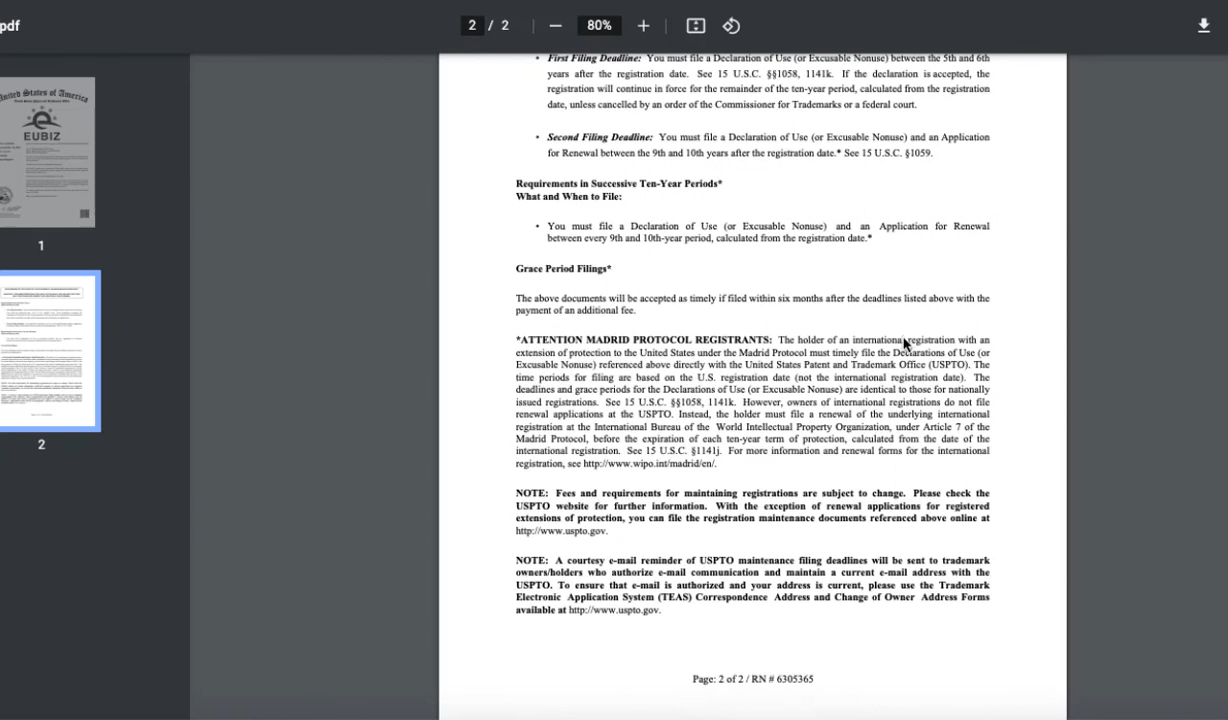 pdf
2 / 2
80%
United States of America
EUBIZ
1
2
• First Filing Deadline: You must file a Declaration of Use (or Excusable Nonuse) between the 5th and 6th
years after the registration date. See 15 U.S.C. §§1058, 1141k. If the declaration is accepted, the
registration will continue in force for the remainder of the ten-year period, calculated from the registration
date, unless cancelled by an order of the Commissioner for Trademarks or a federal court.
• Second Filing Deadline: You must file a Declaration of Use (or Excusable Nonuse) and an Application
for Renewal between the 9th and 10th years after the registration date.* See 15 U.S.C. §1059.
Requirements in Successive Ten-Year Periods*
What and When to File:
• You must file a Declaration of Use (or Excusable Nonuse) and an Application for Renewal
between every 9th and 10th-year period, calculated from the registration date.*
Grace Period Filings*
The above documents will be accepted as timely if filed within six months after the deadlines listed above with the
payment of an additional fee.
*ATTENTION MADRID PROTOCOL REGISTRANTS: The holder of an international registration with an
extension of protection to the United States under the Madrid Protocol must timely file the Declarations of Use (or
Excusable Nonuse) referenced above directly with the United States Patent and Trademark Office (USPTO). The
time periods for filing are based on the U.S. registration date (not the international registration date). The
deadlines and grace periods for the Declarations of Use (or Excusable Nonuse) are identical to those for nationally
issued registrations. See 15 U.S.C. §§1058, 1141k. However, owners of international registrations do not file
renewal applications at the USPTO. Instead, the holder must file a renewal of the underlying international
registration at the International Bureau of the World Intellectual Property Organization, under Article 7 of the
Madrid Protocol, before the expiration of each ten-year term of protection, calculated from the date of the
international registration. See 15 U.S.C. §1141j. For more information and renewal forms for the international
registration, see http://www.wipo.int/madrid/en/.
NOTE: Fees and requirements for maintaining registrations are subject to change. Please check the
USPTO website for further information. With the exception of renewal applications for registered
extensions of protection, you can file the registration maintenance documents referenced above online at
http://www.uspto.gov.
NOTE: A courtesy e-mail reminder of USPTO maintenance filing deadlines will be sent to trademark
owners/holders who authorize e-mail communication and maintain a current e-mail address with the
USPTO. To ensure that e-mail is authorized and your address is current, please use the Trademark
Electronic Application System (TEAS) Correspondence Address and Change of Owner Address Forms
available at http://www.uspto.gov.
Page: 2 of 2 / RN # 6305365